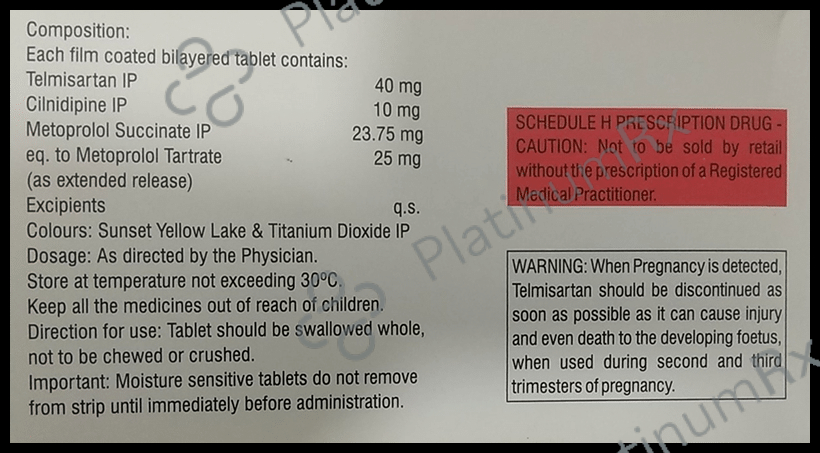 Composition:
Each film coated bilayered tablet contains:
Telmisartan IP 40 mg
Cilnidipine IP 10 mg
Metoprolol Succinate IP 23.75 mg
eq. to Metoprolol Tartrate 25 mg
(as extended release)
Excipients q.s.
Colours: Sunset Yellow Lake & Titanium Dioxide IP
Dosage: As directed by the Physician.
Store at temperature not exceeding 30ºC.
Keep all the medicines out of reach of children.
Direction for use: Tablet should be swallowed whole,
not to be chewed or crushed.
Important: Moisture sensitive tablets do not remove
from strip until immediately before administration.
SCHEDULE H PRESCRIPTION DRUG -
CAUTION: Not to be sold by retail
without the prescription of a Registered
Medical Practitioner.
WARNING: When Pregnancy is detected,
Telmisartan should be discontinued as
soon as possible as it can cause injury
and even death to the developing foetus,
when used during second and third
trimesters of pregnancy.
Platin
PlatinumRx
tinumRx